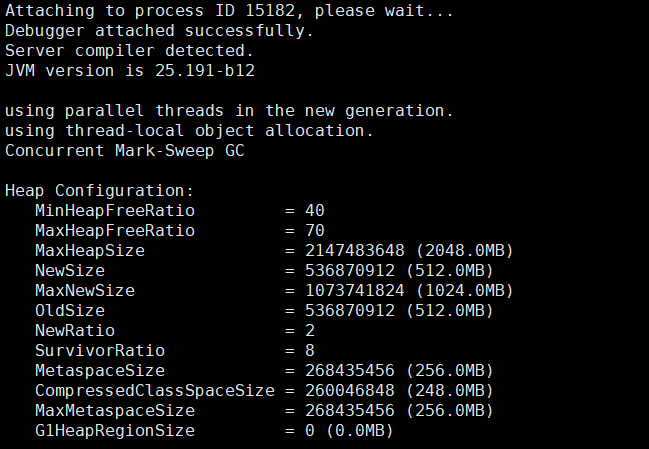 Attaching to process ID 15182, please wait...
Debugger attached successfully.
Server compiler detected.
JVM version is 25.191-b12

using parallel threads in the new generation.
using thread-local object allocation.
Concurrent Mark-Sweep GC

Heap Configuration:
   MinHeapFreeRatio         = 40
   MaxHeapFreeRatio         = 70
   MaxHeapSize              = 2147483648 (2048.0MB)
   NewSize                  = 536870912 (512.0MB)
   MaxNewSize               = 1073741824 (1024.0MB)
   OldSize                  = 536870912 (512.0MB)
   NewRatio                 = 2
   SurvivorRatio            = 8
   MetaspaceSize            = 268435456 (256.0MB)
   CompressedClassSpaceSize = 260046848 (248.0MB)
   MaxMetaspaceSize         = 268435456 (256.0MB)
   G1HeapRegionSize         = 0 (0.0MB)